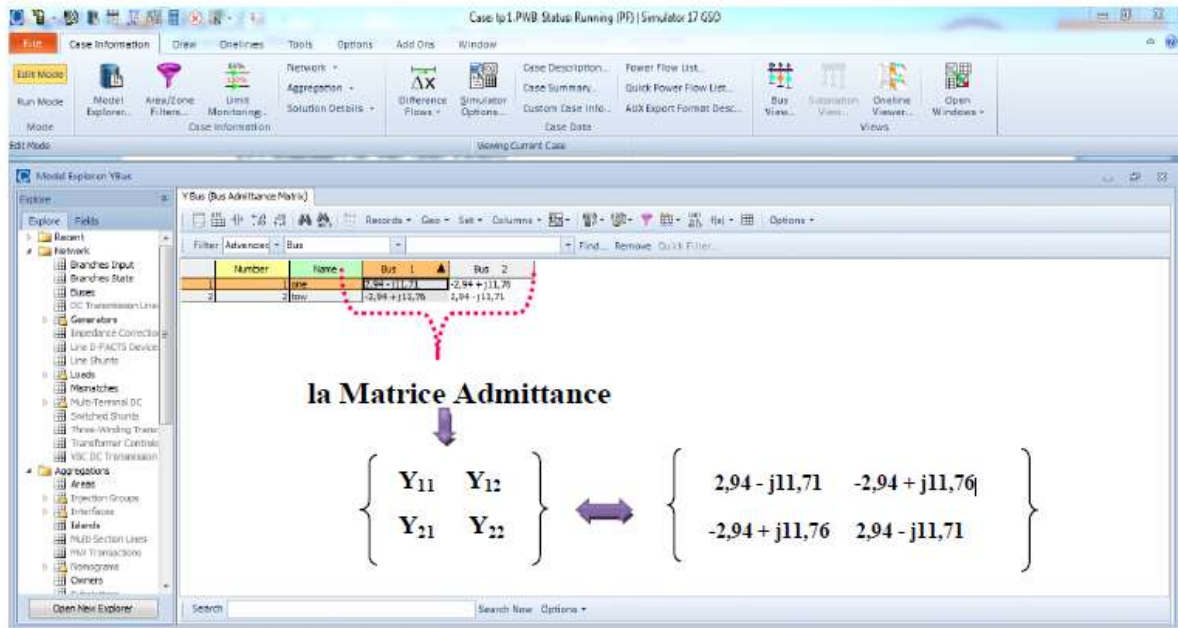 Case: tp1.PWB Status: Running (PF) | Simulator 17 GSO
File Case Information Draw Onelines Tools Options Add Ons Window
Edit Mode
Run Mode
Mode
Model Explorer...
Area/Zone Filters...
Limit Monitoring...
Network
Aggregation
Solution Details
Case Information
Difference Flows
Simulator Options...
Case Description...
Case Summary...
Custom Case Info...
Power Flow List...
Quick Power Flow List...
AUX Export Format Desc...
Case Data
Bus View...
Substation View...
Oneline Viewer...
Open Windows
Views
Edit Mode
Viewing Current Case
Model Explorer: YBus
Explore
Explore Fields
Recent
Network
Branches Input
Branches State
Buses
DC Transmission Line
Generators
Impedance Correctio
Line D-FACTS Device
Line Shunts
Loads
Mismatches
Multi-Terminal DC
Switched Shunts
Three-Winding Trans
Transformer Controls
VSC DC Transmission
Aggregations
Areas
Injection Groups
Interfaces
Islands
Multi-Section Lines
MW Transactions
Nomograms
Owners
Open New Explorer
YBus (Bus Admittance Matrix)
Records Geo Set Columns Options
Filter Advanced Bus Find... Remove Quick Filter...
Number Name Bus 1 Bus 2
1 1 one 2,94 - j11,71 -2,94 + j11,76
2 2 tow -2,94 + j11,76 2,94 - j11,71
la Matrice Admittance
Y11 Y12 2,94 - j11,71 -2,94 + j11,76
Y21 Y22 -2,94 + j11,76 2,94 - j11,71
Search Search Now Options